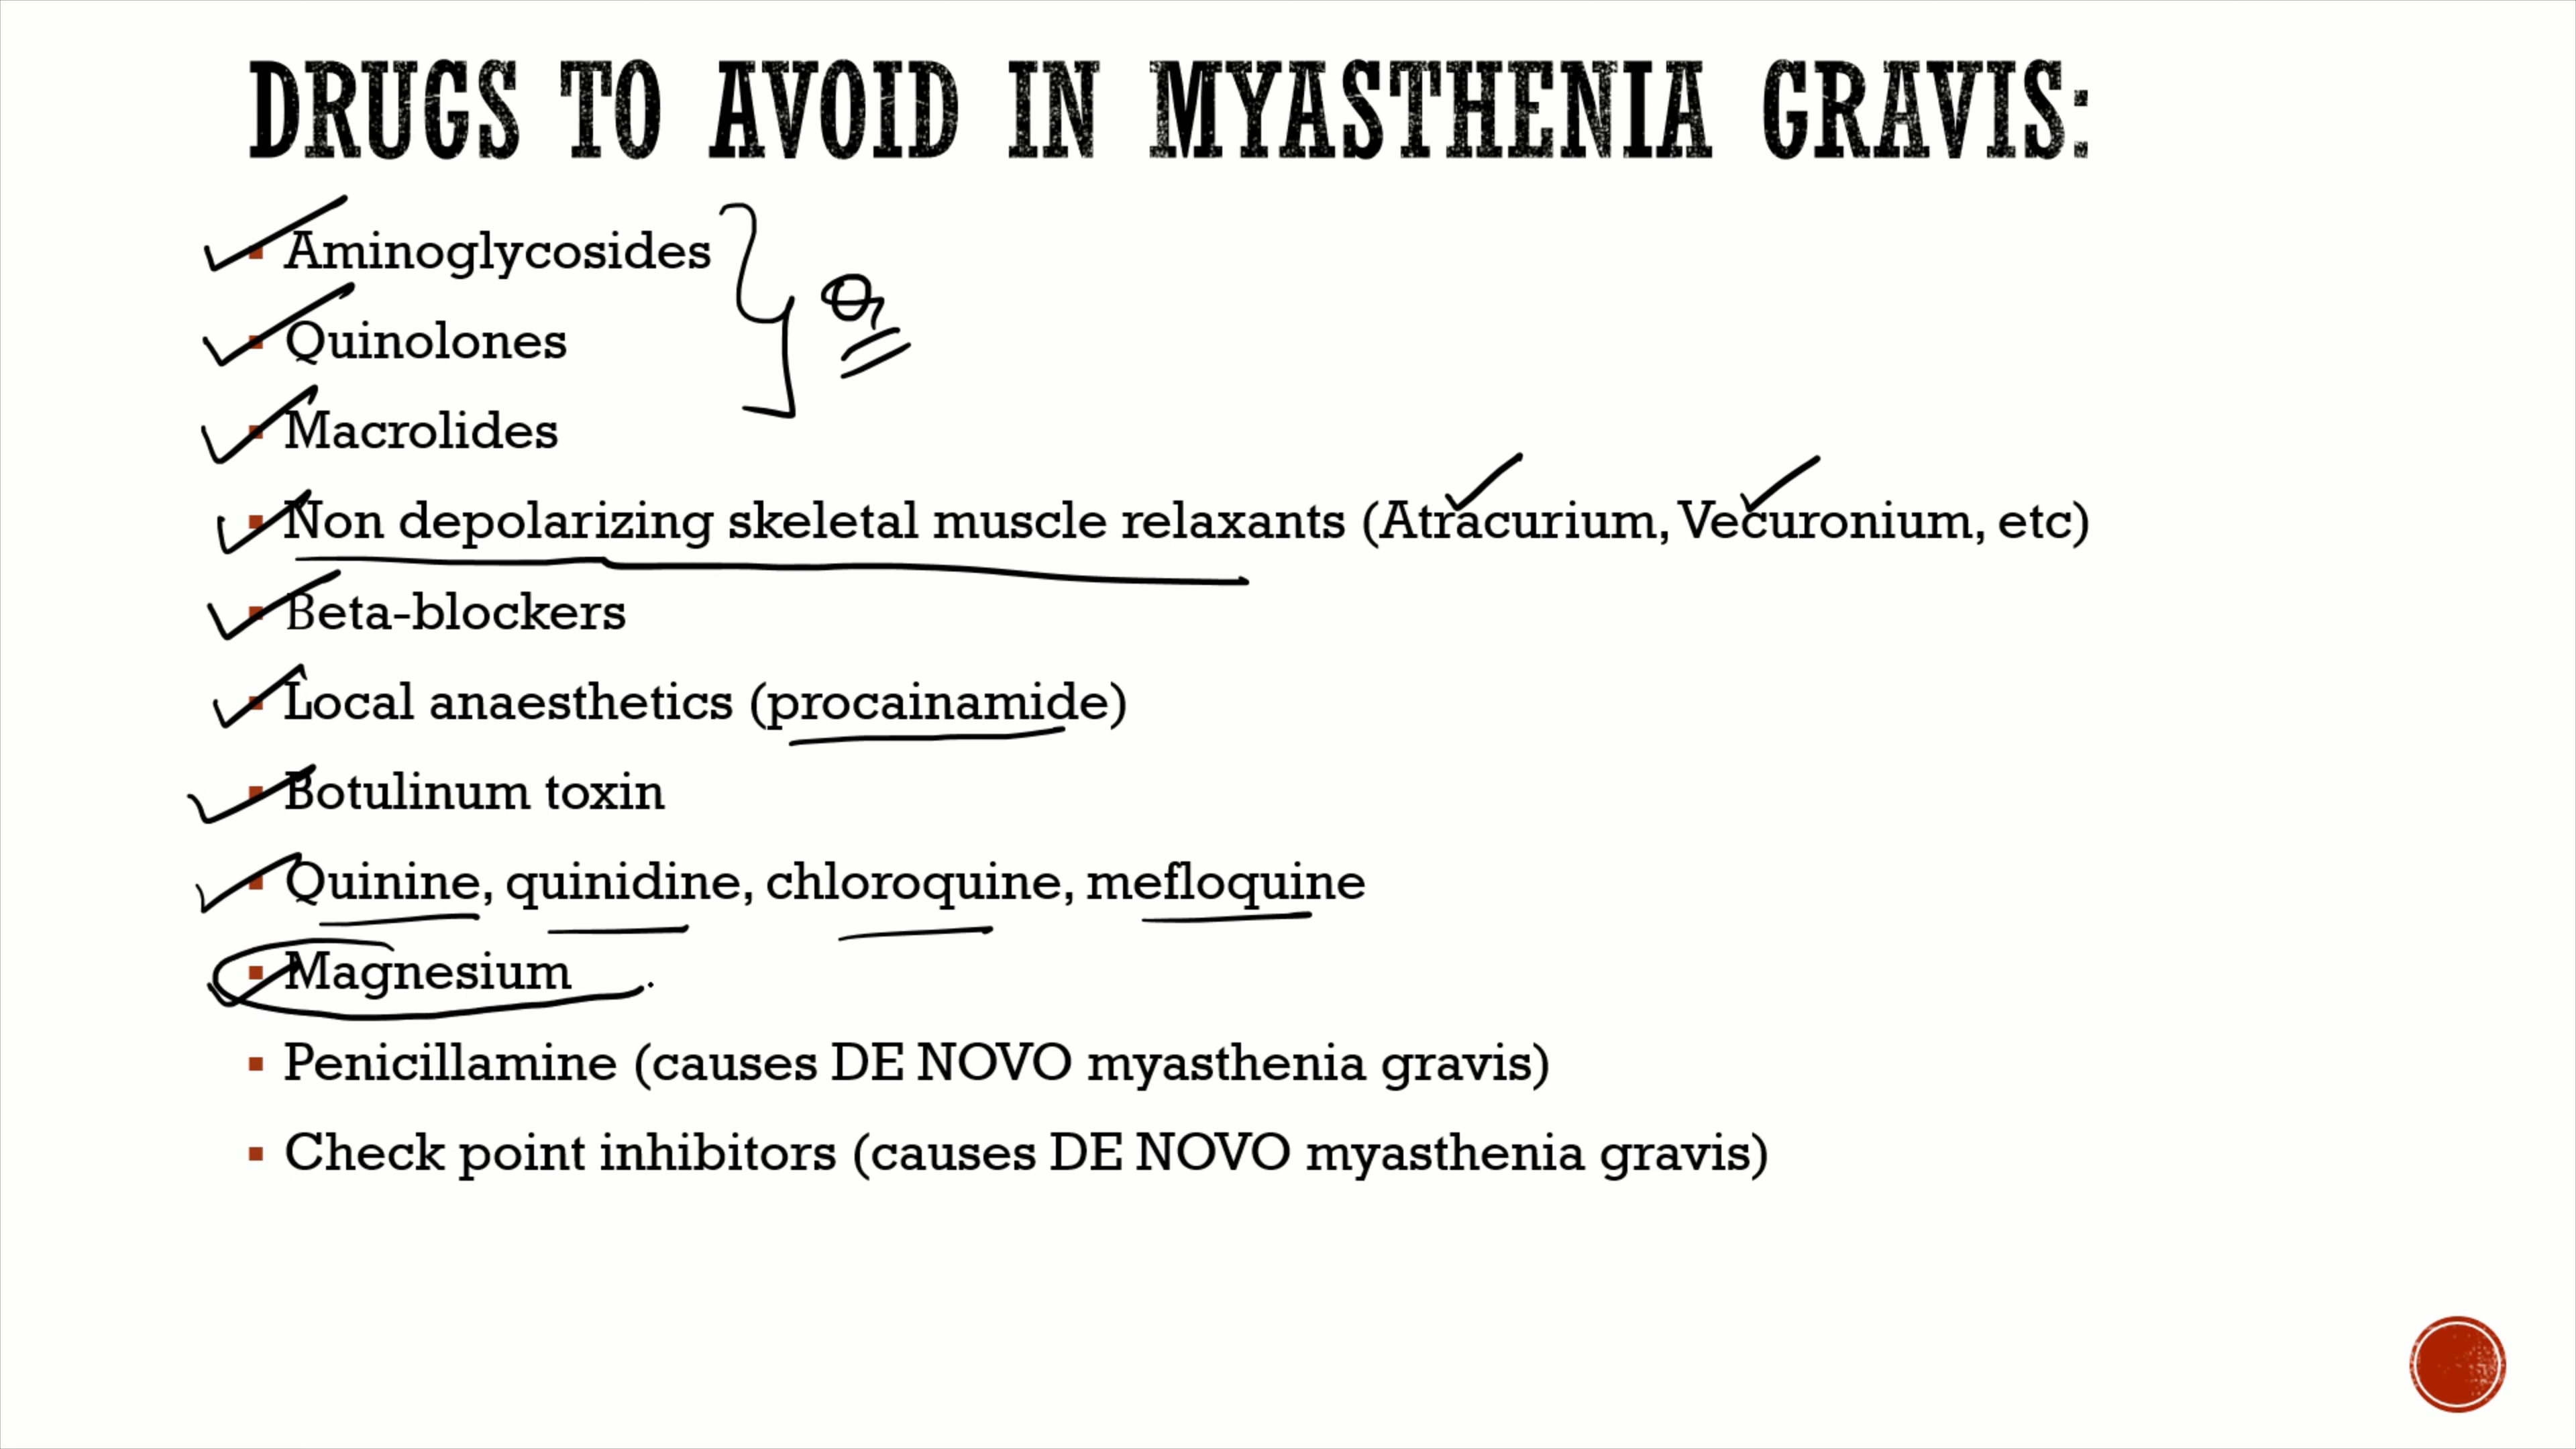 DRUGS TO AVOID IN MYASTHENIA GRAVIS:
Aminoglycosides
Quinolones
Macrolides
Non depolarizing skeletal muscle relaxants (Atracurium, Vecuronium, etc)
Beta-blockers
Local anaesthetics (procainamide)
Botulinum toxin
Quinine, quinidine, chloroquine, mefloquine
Magnesium
Penicillamine (causes DE NOVO myasthenia gravis)
Check point inhibitors (causes DE NOVO myasthenia gravis)